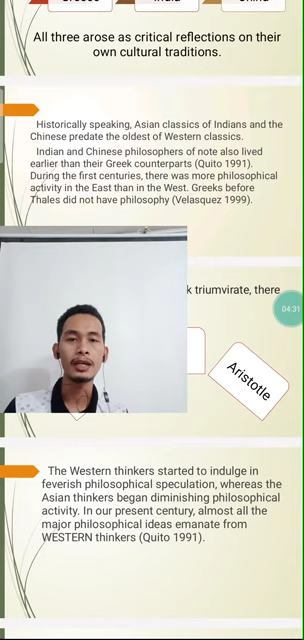 All three arose as critical reflections on their
own cultural traditions.
Historically speaking, Asian classics of Indians and the
Chinese predate the oldest of Western classics.
Indian and Chinese philosophers of note also lived
earlier than their Greek counterparts (Quito 1991).
During the first centuries, there was more philosophical
activity in the East than in the West. Greeks before
Thales did not have philosophy (Velasquez 1999).
k triumvirate, there
04:31
Aristotle
The Western thinkers started to indulge in
feverish philosophical speculation, whereas the
Asian thinkers began diminishing philosophical
activity. In our present century, almost all the
major philosophical ideas emanate from
WESTERN thinkers (Quito 1991).